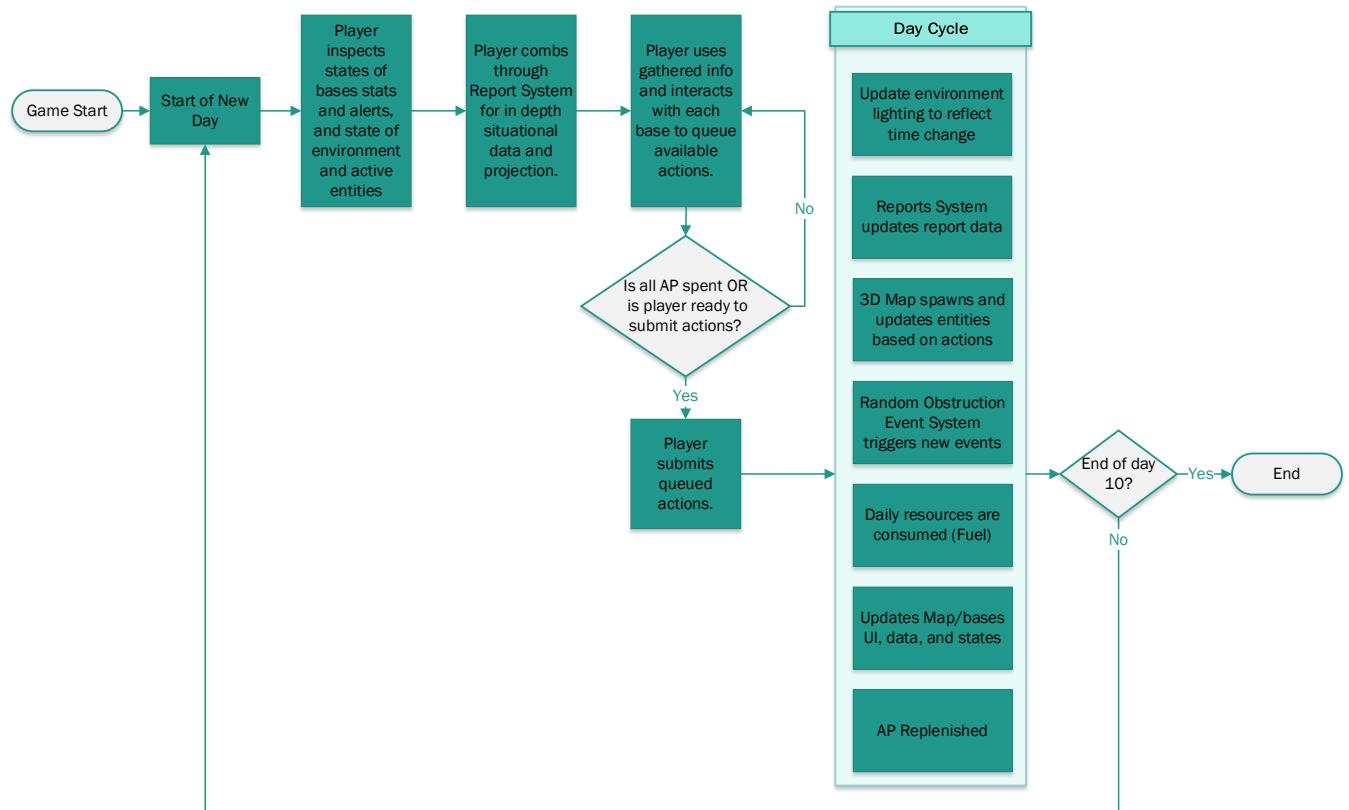 Game Start
Start of New
Day
Player
inspects
states of
bases stats
and alerts,
and state of
environment
and active
entities
Player combs
through
Report System
for in depth
situational
data and
projection.
Player uses
gathered info
and interacts
with each
base to queue
available
actions.
No
Is all AP spent OR
is player ready to
submit actions?
Yes
Player
submits
queued
actions.
Day Cycle
Update environment
lighting to reflect
time change
Reports System
updates report data
3D Map spawns and
updates entities
based on actions
Random Obstruction
Event System
triggers new events
Daily resources are
consumed (Fuel)
Updates Map/bases
UI, data, and states
AP Replenished
End of day
10?
Yes
End
No